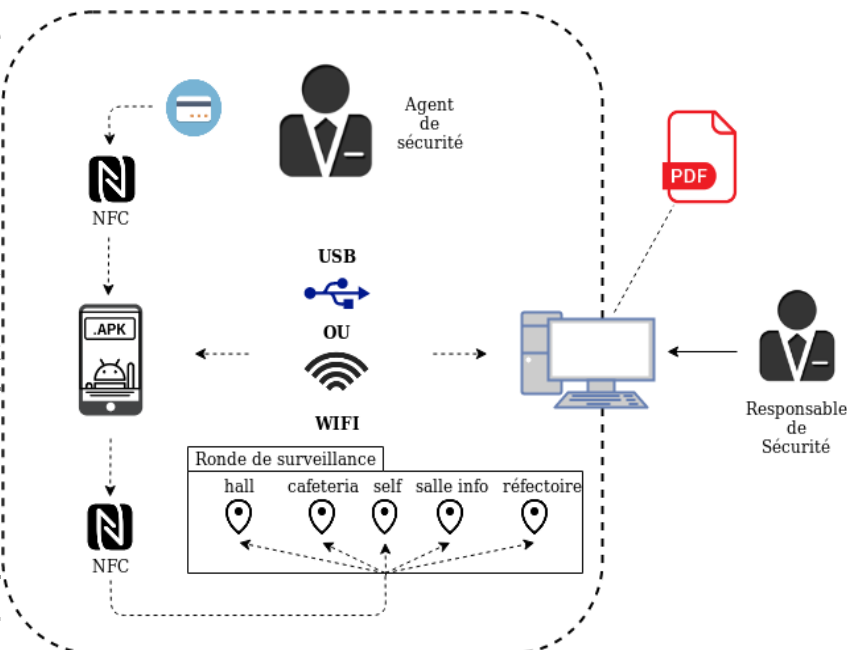 Agent
de
sécurité
NFC
PDF
USB
OU
WIFI
.APK
Responsable
de
Sécurité
Ronde de surveillance
hall cafeteria self salle info réfectoire
NFC